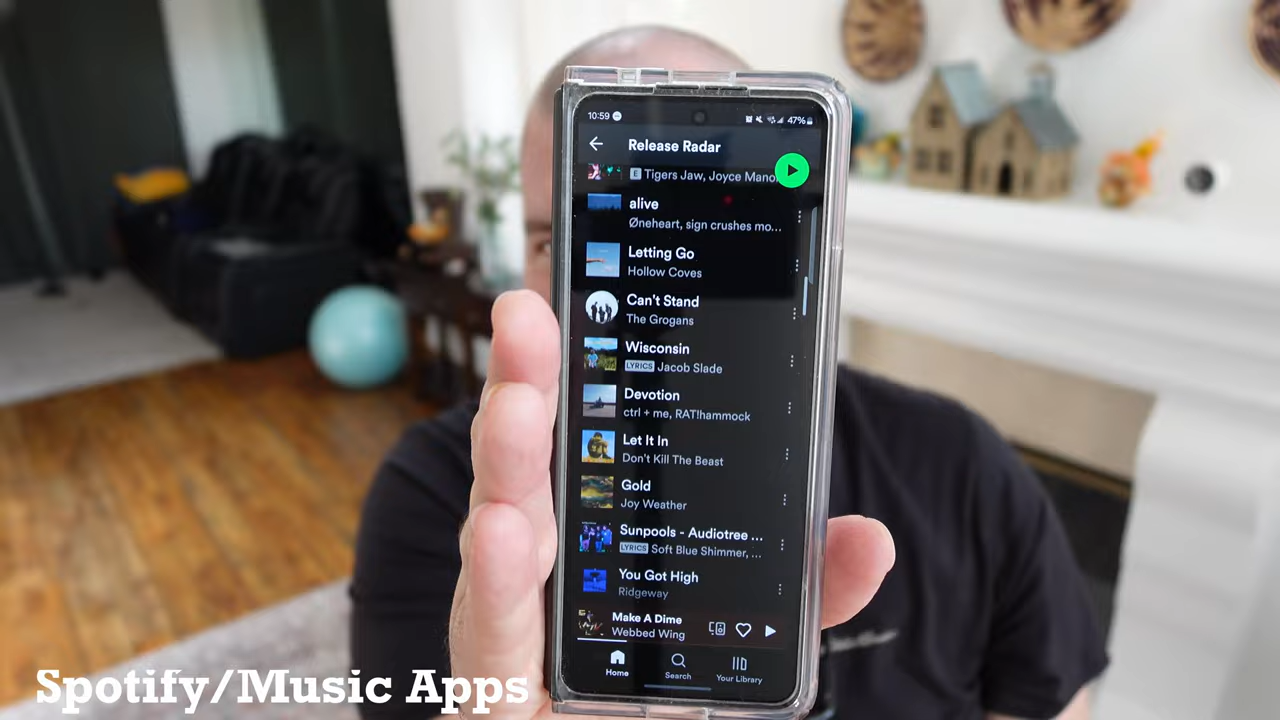 10:59
47%
Release Radar
E Tigers Jaw, Joyce Mano
alive
Øneheart, sign crushes mo...
Letting Go
Hollow Coves
Can't Stand
The Grogans
Wisconsin
LYRICS Jacob Slade
Devotion
ctrl + me, RAT!hammock
Let It In
Don't Kill The Beast
Gold
Joy Weather
Sunpools - Audiotree ...
LYRICS Soft Blue Shimmer, ...
You Got High
Ridgeway
Make A Dime
Webbed Wing
Home
Search
Your Library
Spotify/Music Apps